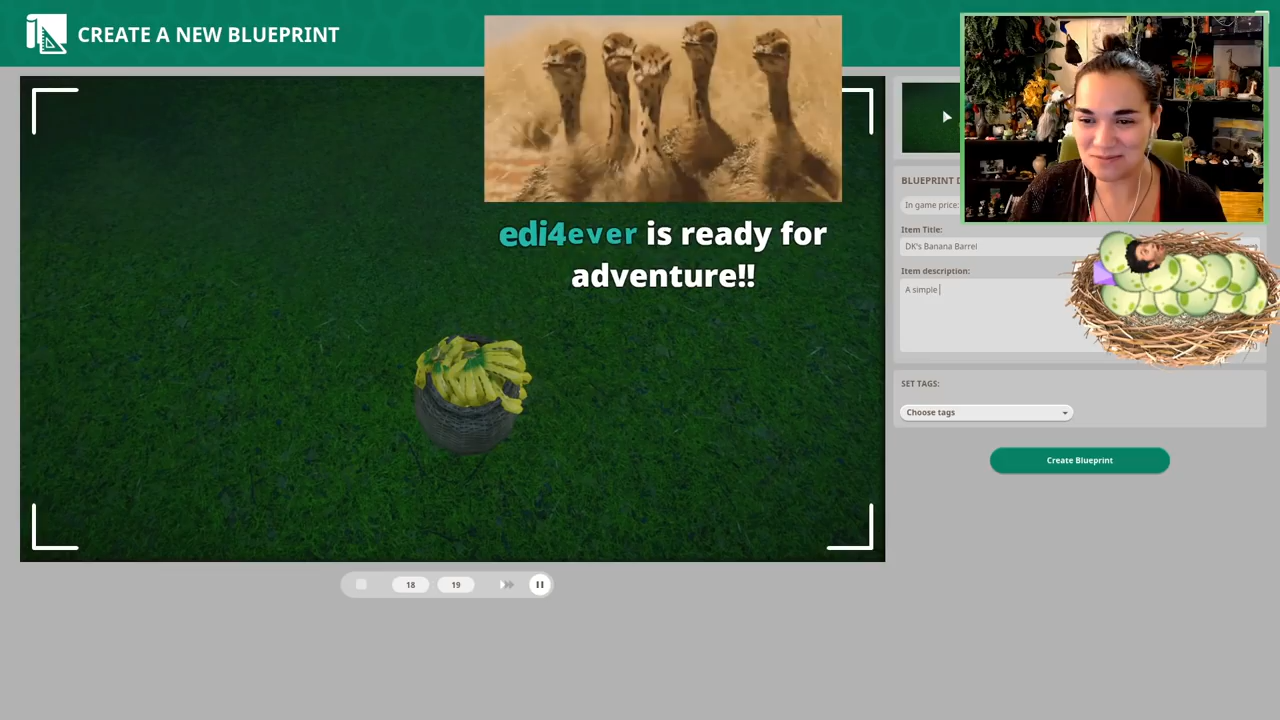 CREATE A NEW BLUEPRINT
edi4ever is ready for
adventure!!
BLUEPRINT
In game price:
Item Title:
DK's Banana Barrel
Item description:
A simple
SET TAGS:
Choose tags
Create Blueprint
18
19